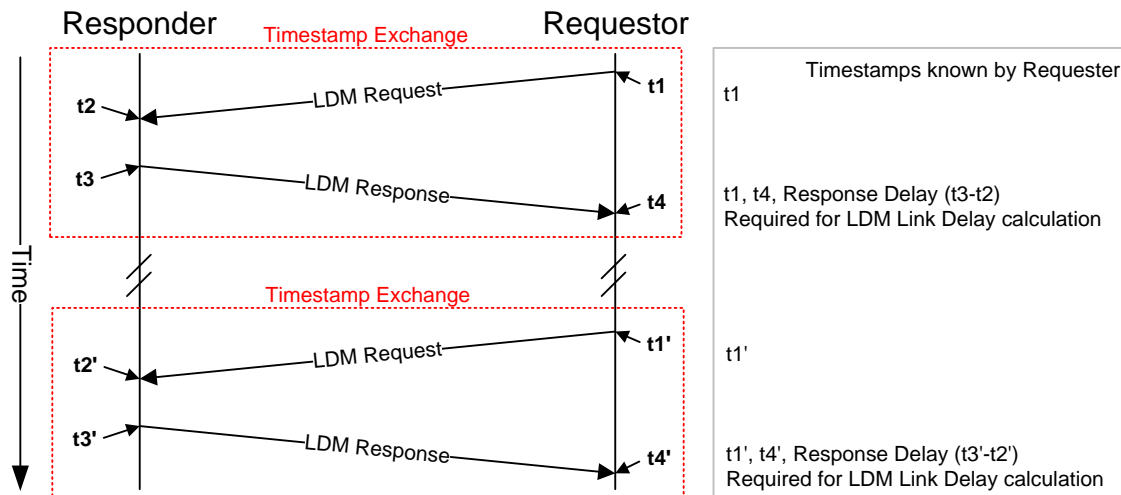 Responder
Timestamp Exchange
Requestor
Timestamps known by Requester
t1
t2
LDM Request
t1
t3
LDM Response
t4
t1, t4, Response Delay (t3-t2)
Required for LDM Link Delay calculation
Time
Timestamp Exchange
t2'
LDM Request
t1'
t1'
t3'
LDM Response
t4'
t1', t4', Response Delay (t3'-t2')
Required for LDM Link Delay calculation